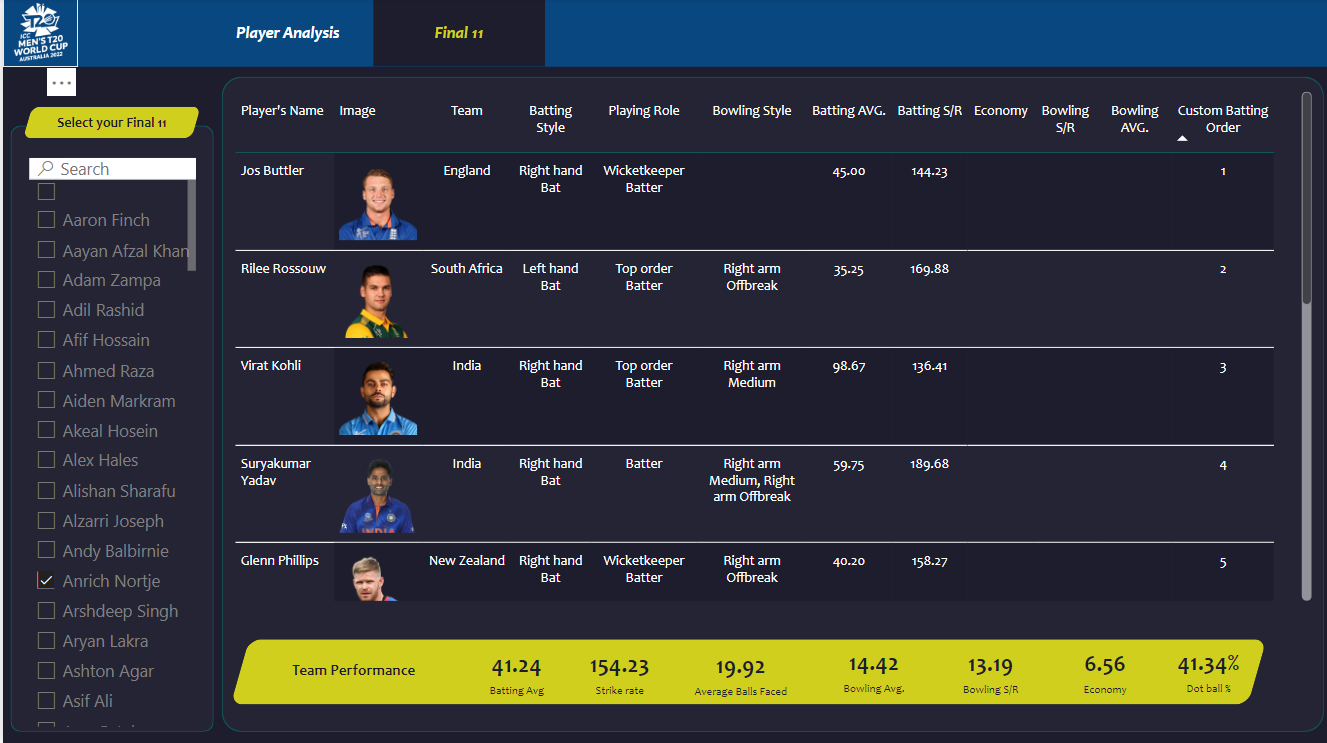 ICC
MEN'S T20
WORLD CUP
AUSTRALIA 2022
Player Analysis
Final 11
...
Select your Final 11
Search
Aaron Finch
Aayan Afzal Khan
Adam Zampa
Adil Rashid
Afif Hossain
Ahmed Raza
Aiden Markram
Akeal Hosein
Alex Hales
Alishan Sharafu
Alzarri Joseph
Andy Balbirnie
Anrich Nortje
Arshdeep Singh
Aryan Lakra
Ashton Agar
Asif Ali
Player's Name Image Team Batting Style Playing Role Bowling Style Batting AVG. Batting S/R Economy Bowling S/R Bowling AVG. Custom Batting Order
Jos Buttler England Right hand Bat Wicketkeeper Batter 45.00 144.23 1
Rilee Rossouw South Africa Left hand Bat Top order Batter Right arm Offbreak 35.25 169.88 2
Virat Kohli India Right hand Bat Top order Batter Right arm Medium 98.67 136.41 3
Suryakumar Yadav India Right hand Bat Batter Right arm Medium, Right arm Offbreak 59.75 189.68 4
INDIA
Glenn Phillips New Zealand Right hand Bat Wicketkeeper Batter Right arm Offbreak 40.20 158.27 5
Team Performance
41.24 154.23 19.92 14.42 13.19 6.56 41.34%
Batting Avg Strike rate Average Balls Faced Bowling Avg. Bowling S/R Economy Dot ball %